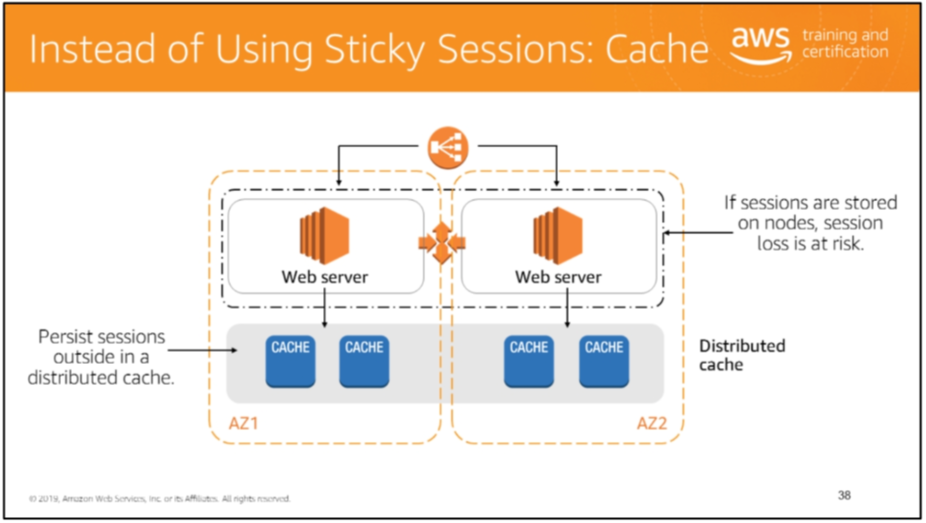 Instead of Using Sticky Sessions: Cache
aws training and
certification
If sessions are stored
on nodes, session
loss is at risk.
Web server
Web server
Persist sessions
outside in a
distributed cache.
CACHE
CACHE
CACHE
CACHE
Distributed
cache
AZ1
AZ2
© 2019, Amazon Web Services, Inc. or its Affiliates. All rights reserved.
38